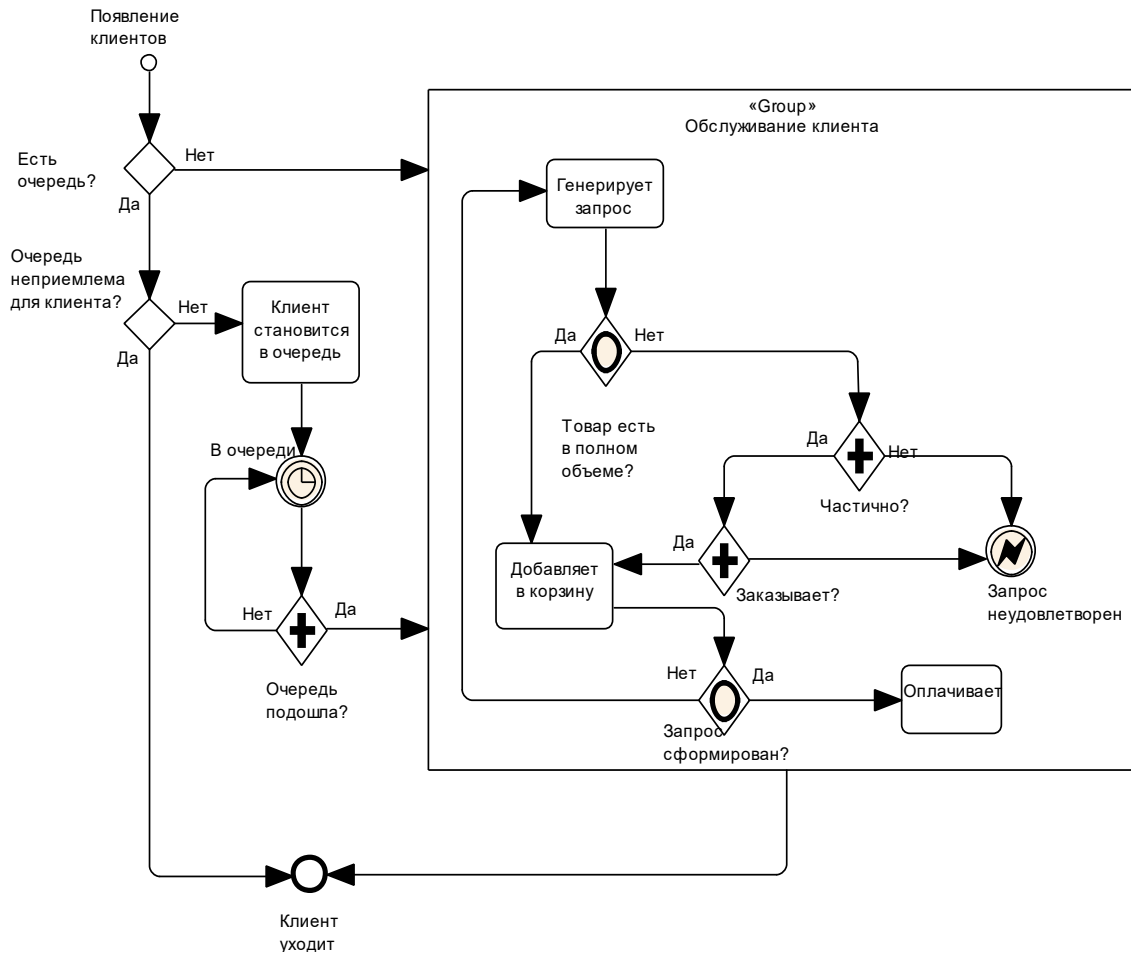 Появление
клиентов
«Group»
Обслуживание клиента
Есть
очередь?
Нет
Да
Генерирует
запрос
Очередь
неприемлема
для клиента?
Нет
Да
Клиент
становится
в очередь
Да
Нет
Товар есть
в полном
объеме?
В очереди
Да
Нет
Частично?
Да
Заказывает?
Добавляет
в корзину
Запрос
неудовлетворен
Нет
Да
Очередь
подошла?
Нет
Да
Запрос
сформирован?
Оплачивает
Клиент
уходит